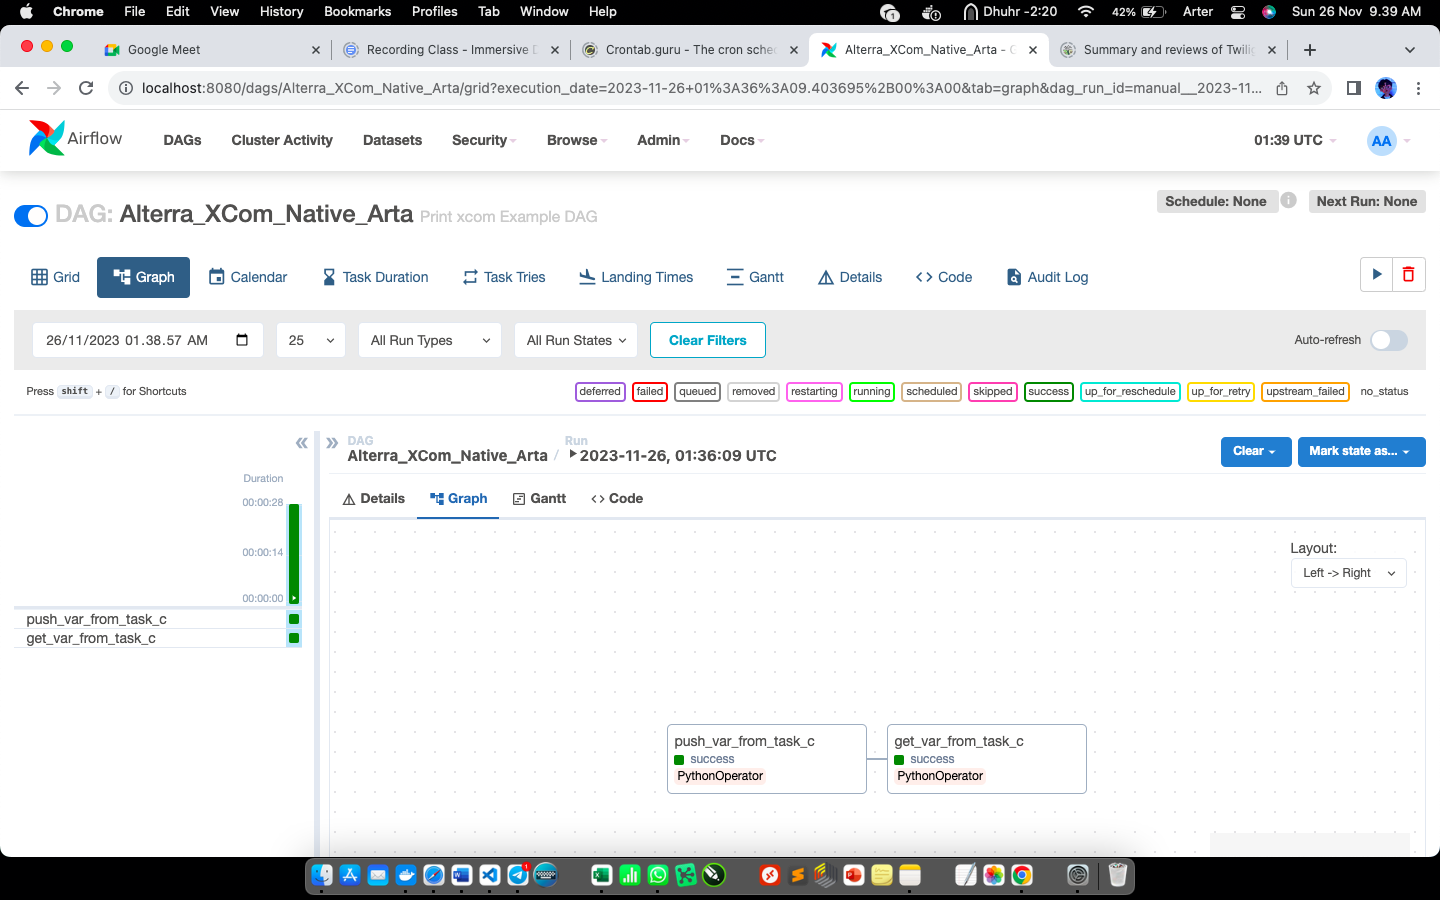 Chrome File Edit View History Bookmarks Profiles Tab Window Help 1 Dhuhr -2:20 42% Arter Sun 26 Nov 9.39 AM
Google Meet
Recording Class - Immersive D
Crontab.guru - The cron sche
Alterra_XCom_Native_Arta - G
Summary and reviews of Twilig
localhost:8080/dags/Alterra_XCom_Native_Arta/grid?execution_date=2023-11-26+01%3A36%3A09.403695%2B00%3A00&tab=graph&dag_run_id=manual__2023-11...
Airflow DAGs Cluster Activity Datasets Security Browse Admin Docs 01:39 UTC AA
DAG: Alterra_XCom_Native_Arta Print xcom Example DAG
Schedule: None i Next Run: None
Grid Graph Calendar Task Duration Task Tries Landing Times Gantt Details Code Audit Log
26/11/2023 01.38.57 AM 25 All Run Types All Run States Clear Filters Auto-refresh
Press shift + / for Shortcuts
deferred failed queued removed restarting running scheduled skipped success up_for_reschedule up_for_retry upstream_failed no_status
DAG Run
Alterra_XCom_Native_Arta / 2023-11-26, 01:36:09 UTC
Clear Mark state as...
Duration
00:00:28
00:00:14
00:00:00
push_var_from_task_c
get_var_from_task_c
Details Graph Gantt Code
Layout:
Left -> Right
push_var_from_task_c
success
PythonOperator
get_var_from_task_c
success
PythonOperator
1